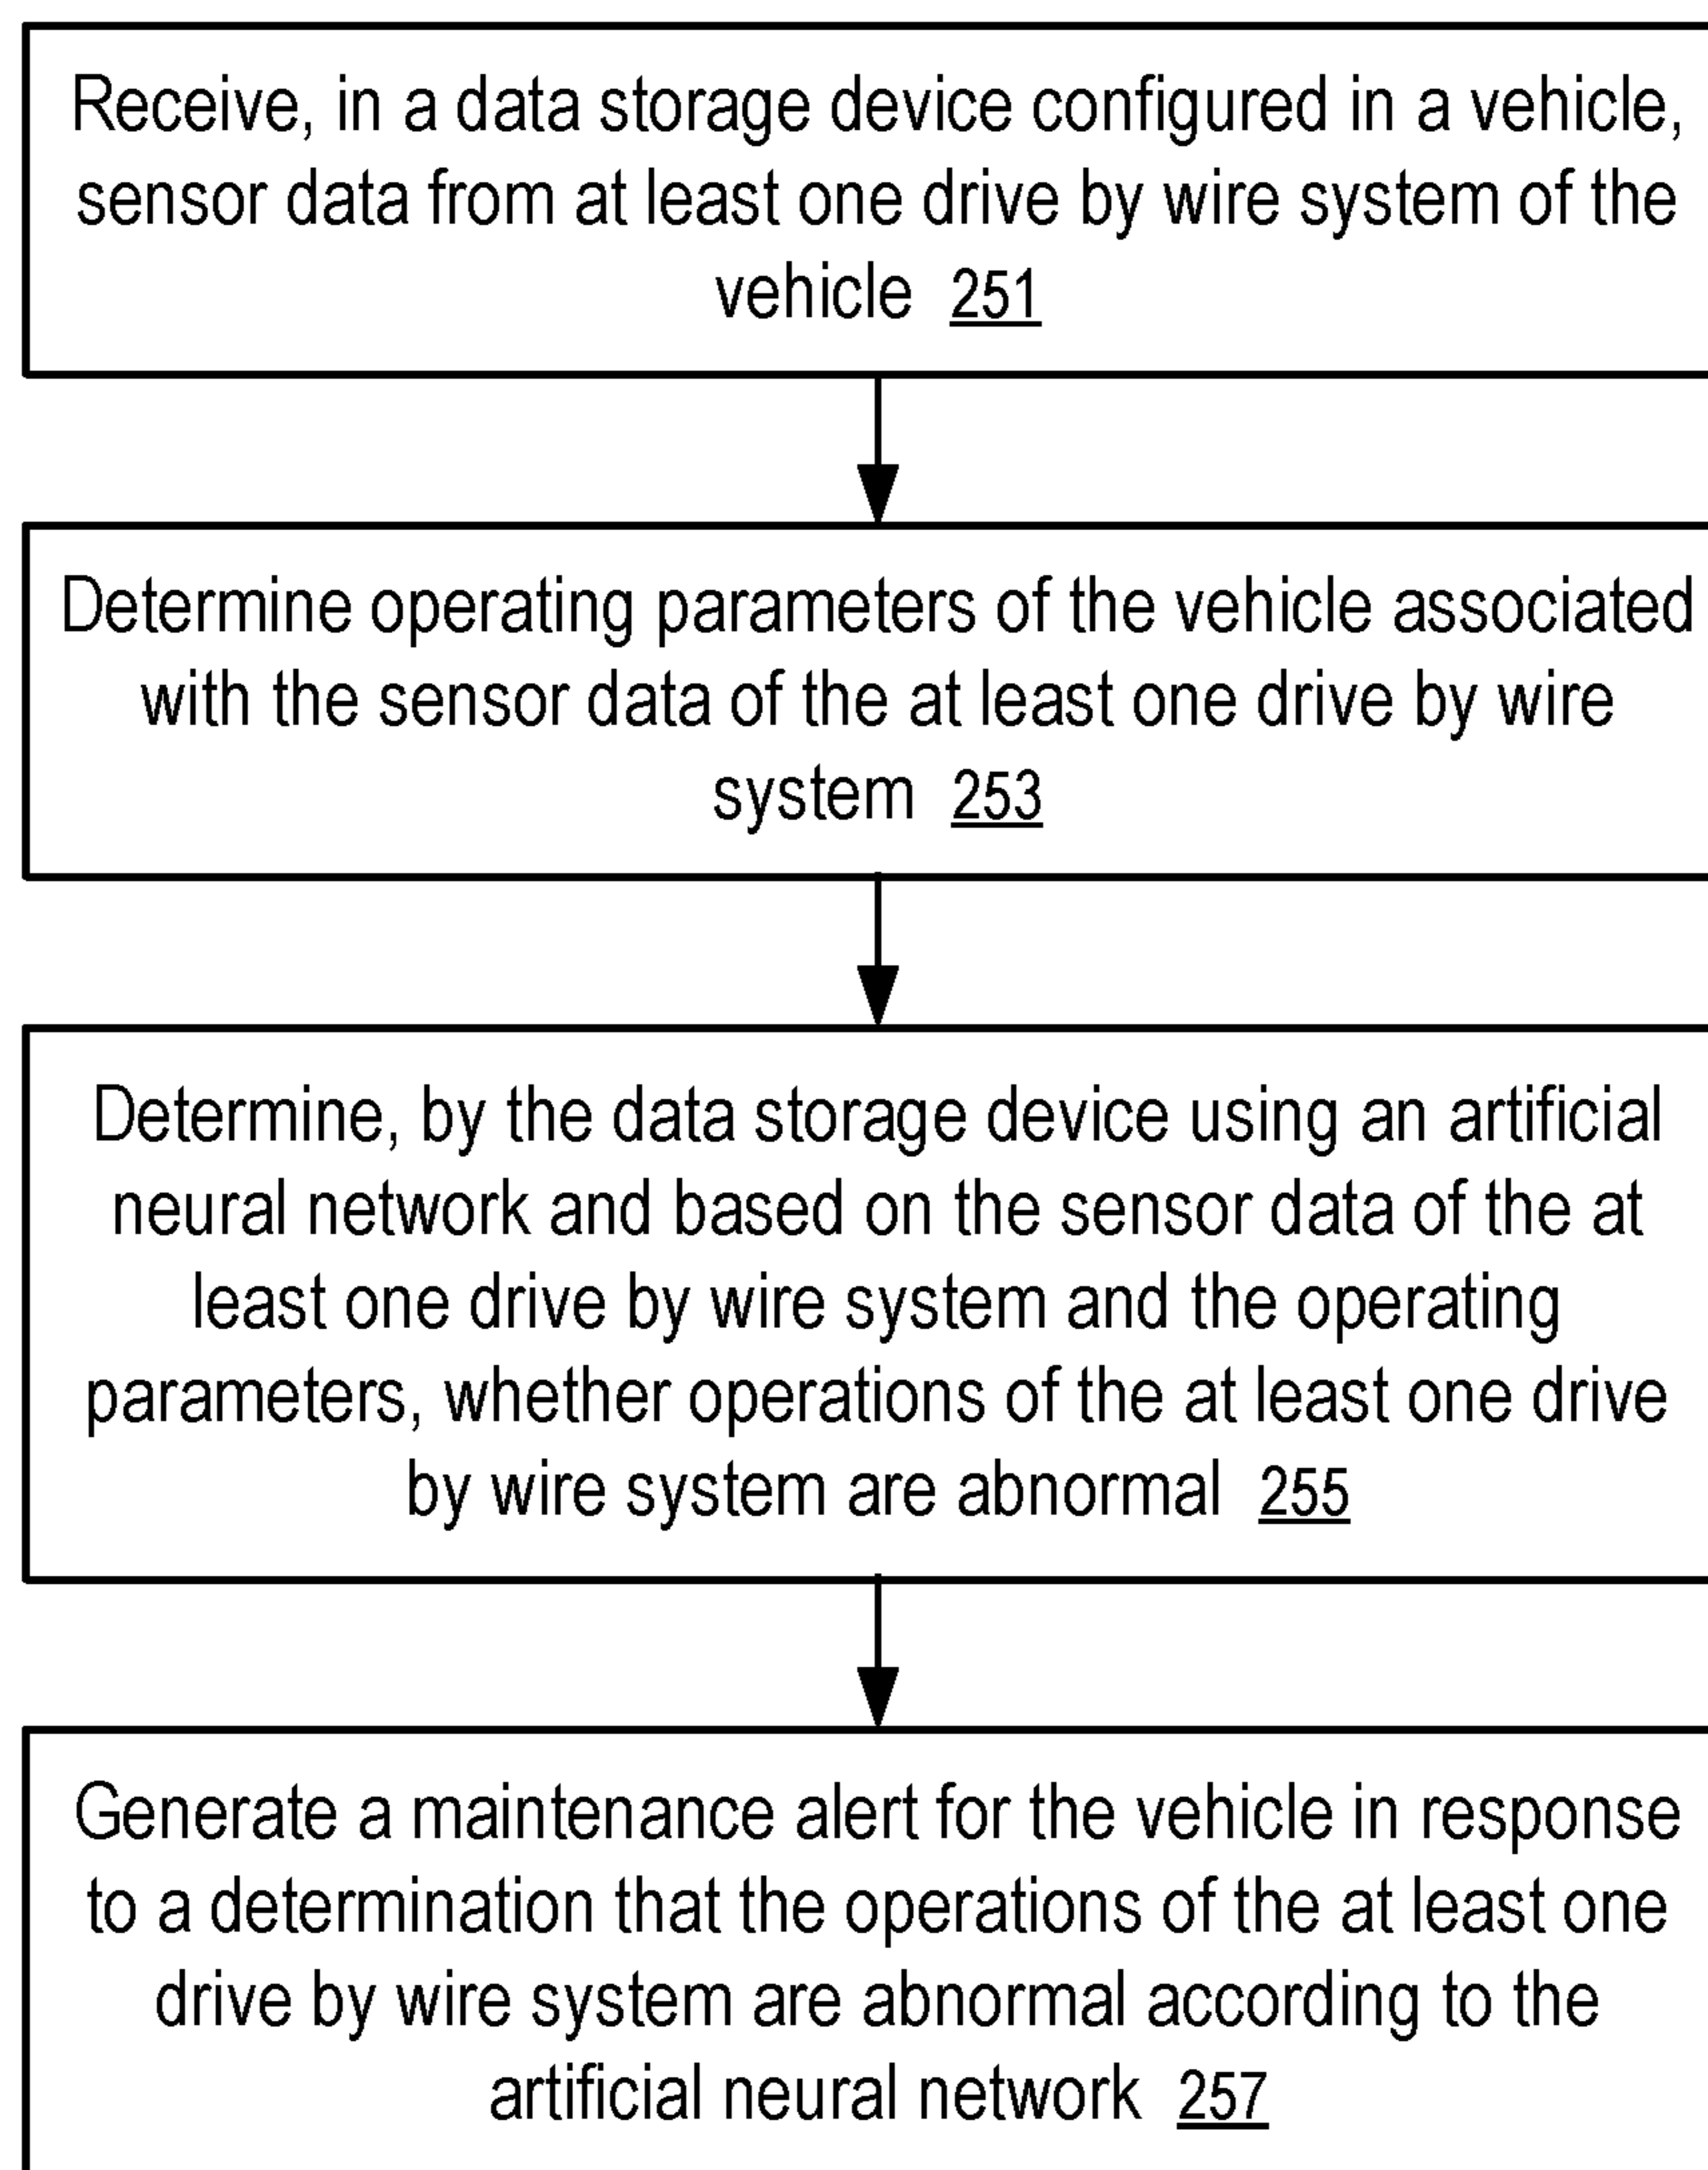 Receive, in a data storage device configured in a vehicle,
sensor data from at least one drive by wire system of the
vehicle 251
Determine operating parameters of the vehicle associated
with the sensor data of the at least one drive by wire
system 253
Determine, by the data storage device using an artificial
neural network and based on the sensor data of the at
least one drive by wire system and the operating
parameters, whether operations of the at least one drive
by wire system are abnormal 255
Generate a maintenance alert for the vehicle in response
to a determination that the operations of the at least one
drive by wire system are abnormal according to the
artificial neural network 257